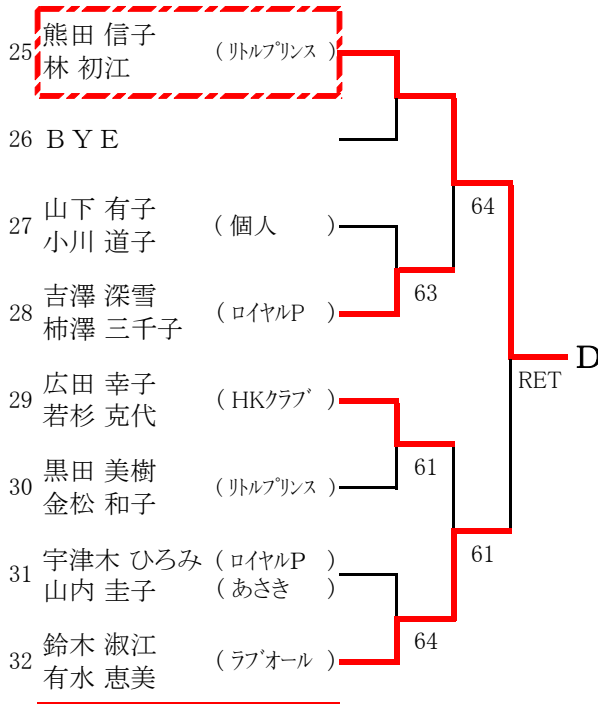 25 熊田 信子 (リトルプリンス)
林 初江
26 BYE
64
27 山下 有子 (個人)
小川 道子
63
28 吉澤 深雪 (ロイヤルP)
柿澤 三千子
D
RET
29 広田 幸子 (HKクラブ)
若杉 克代
61
30 黒田 美樹 (リトルプリンス)
金松 和子
61
31 宇津木 ひろみ (ロイヤルP)
山内 圭子 (あさき)
64
32 鈴木 淑江 (ラブオール)
有水 恵美